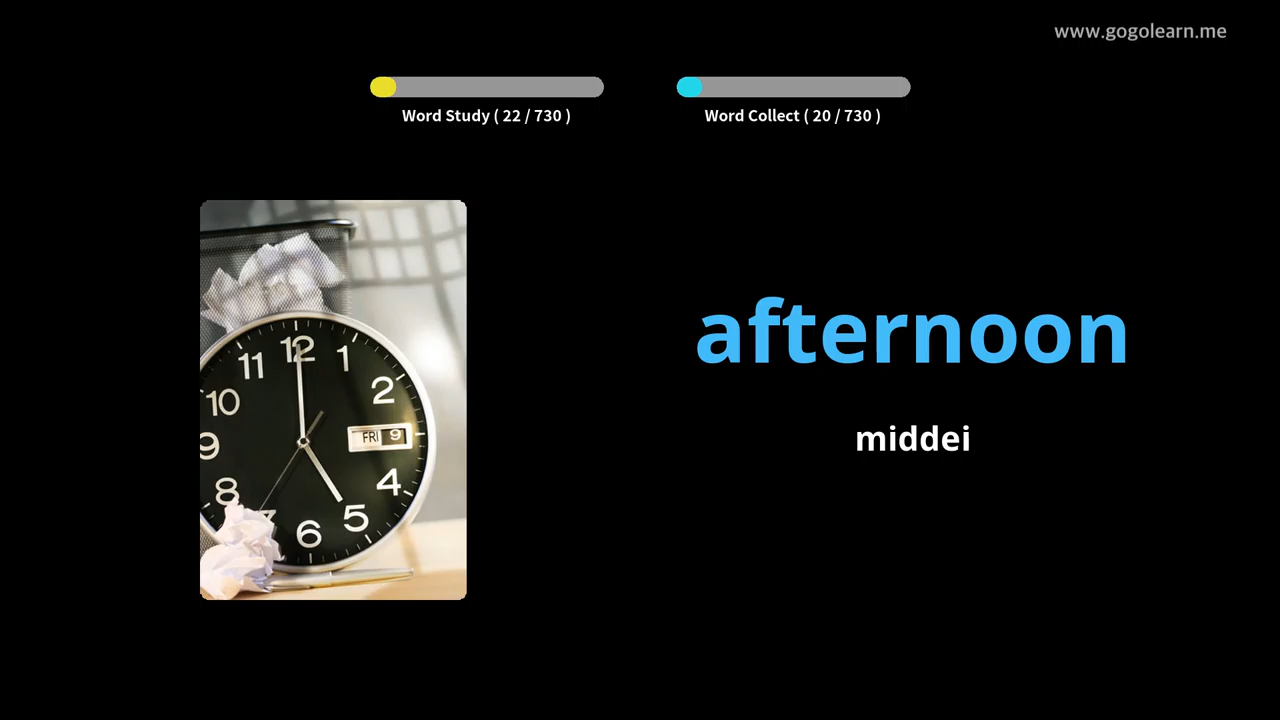 www.gogolearn.me
Word Study ( 22 / 730 )
Word Collect ( 20 / 730 )
12
11
1
10
2
9
FRI 9
8
4
7
5
6
afternoon
middei